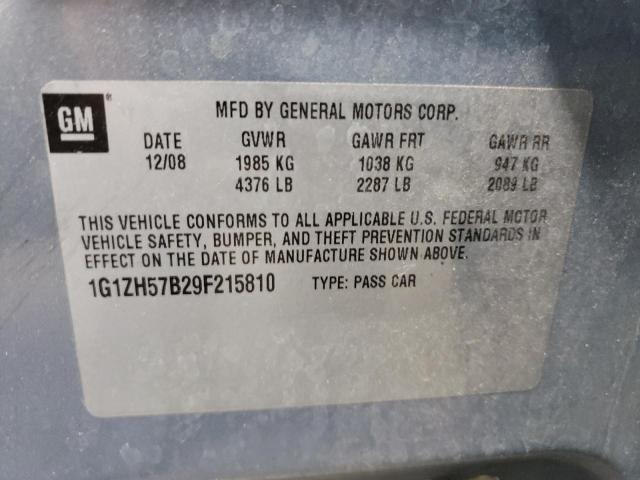 GM
MFD BY GENERAL MOTORS CORP.
DATE GVWR GAWR FRT GAWR RR
12/08 1985 KG 1038 KG 947 KG
4376 LB 2287 LB 2089 LB
THIS VEHICLE CONFORMS TO ALL APPLICABLE U.S. FEDERAL MOTOR
VEHICLE SAFETY, BUMPER, AND THEFT PREVENTION STANDARDS IN
EFFECT ON THE DATE OF MANUFACTURE SHOWN ABOVE.
1G1ZH57B29F215810 TYPE: PASS CAR